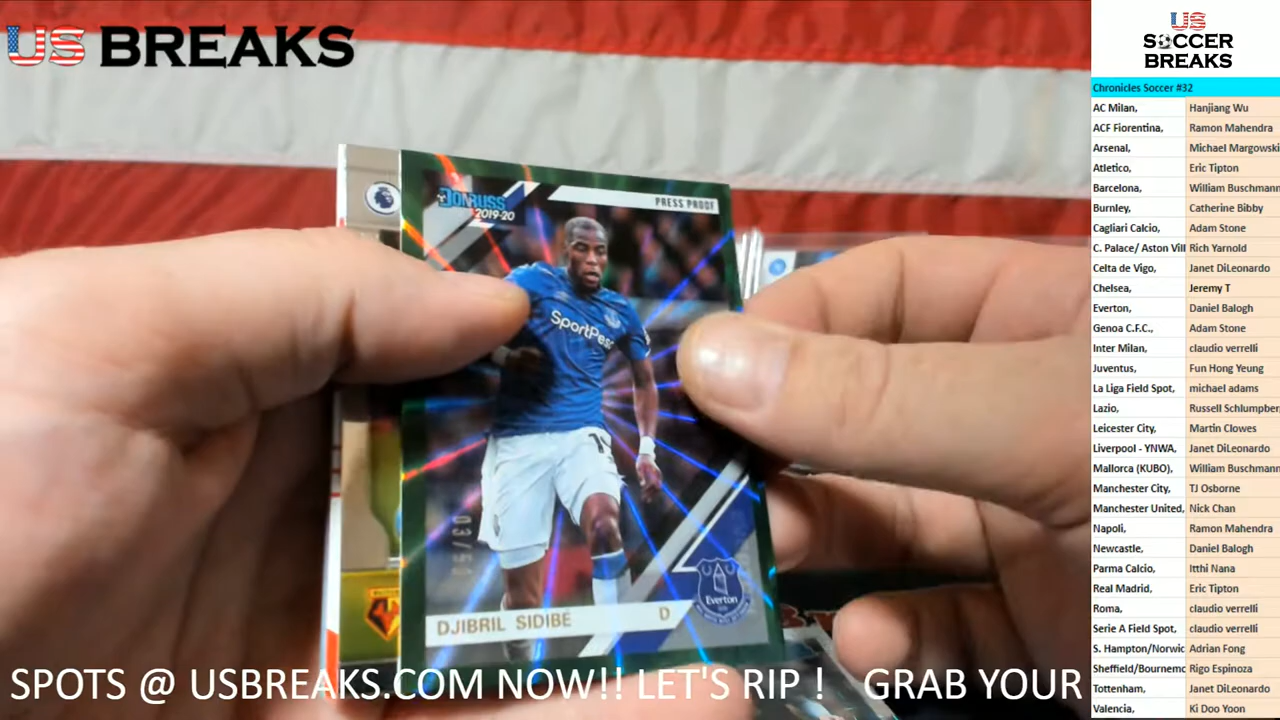 US BREAKS
US
SOCCER
BREAKS
Chronicles Soccer #32
AC Milan, Hanjiang Wu
ACF Fiorentina, Ramon Mahendra
Arsenal, Michael Margowski
Atletico, Eric Tipton
Barcelona, William Buschmann
Burnley, Catherine Bibby
Cagliari Calcio, Adam Stone
C. Palace/ Aston Vill Rich Yarnold
Celta de Vigo, Janet DiLeonardo
Chelsea, Jeremy T
Everton, Daniel Balogh
Genoa C.F.C., Adam Stone
Inter Milan, claudio verrelli
Juventus, Fun Hong Yeung
La Liga Field Spot, michael adams
Lazio, Russell Schlumper
Leicester City, Martin Clowes
Liverpool - YNWA, Janet DiLeonardo
Mallorca (KUBO), William Buschmann
Manchester City, TJ Osborne
Manchester United, Nick Chan
Napoli, Ramon Mahendra
Newcastle, Daniel Balogh
Parma Calcio, Itthi Nana
Real Madrid, Eric Tipton
Roma, claudio verrelli
Serie A Field Spot, claudio verrelli
S. Hampton/Norwic Adrian Fong
Sheffield/Bournemo Rigo Espinoza
Tottenham, Janet DiLeonardo
Valencia, Ki Doo Yoon
DONRUSS
2019-20
PRESS PROOF
SportPesa
Everton
DJIBRIL SIDIBÉ D
SPOTS @ USBREAKS.COM NOW!! LET'S RIP ! GRAB YOUR